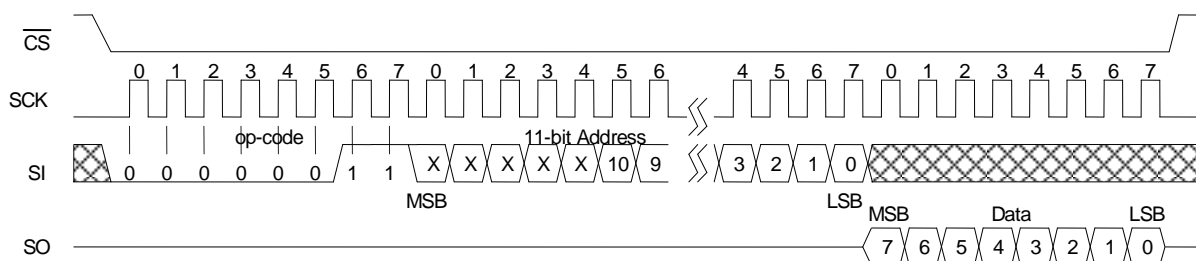 CS
0 1 2 3 4 5 6 7 0 1 2 3 4 5 6 4 5 6 7 0 1 2 3 4 5 6 7
SCK
op-code 11-bit Address
SI 0 0 0 0 0 0 1 1 X X X X X 10 9 3 2 1 0
MSB LSB MSB Data LSB
SO 7 6 5 4 3 2 1 0